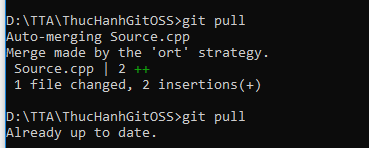 D:\TTA\ThucHanhGitOSS>git pull
Auto-merging Source.cpp
Merge made by the 'ort' strategy.
 Source.cpp | 2 ++
 1 file changed, 2 insertions(+)
D:\TTA\ThucHanhGitOSS>git pull
Already up to date.